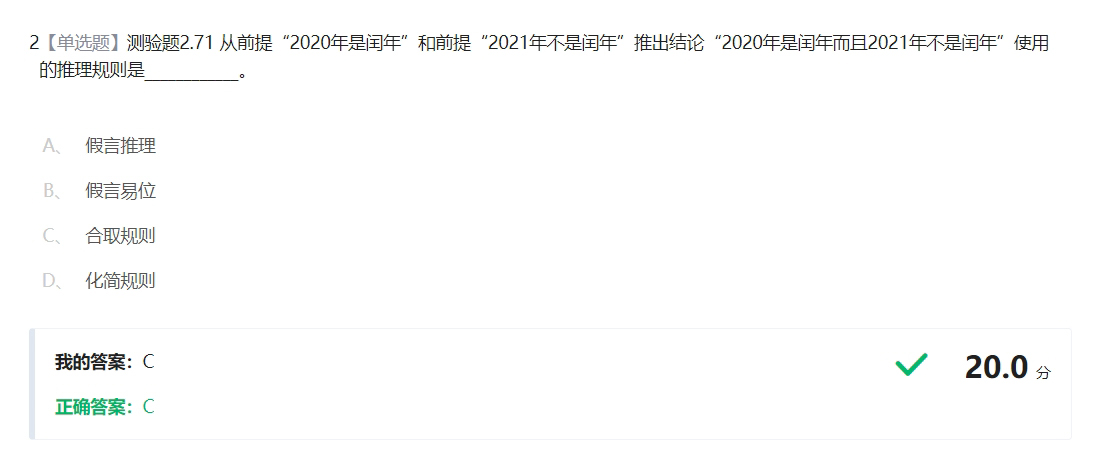 2【单选题】测验题2.71 从前提“2020年是闰年”和前提“2021年不是闰年”推出结论“2020年是闰年而且2021年不是闰年”使用
的推理规则是___________。
A、 假言推理
B、 假言易位
C、 合取规则
D、 化简规则
我的答案：C
20.0 分
正确答案：C